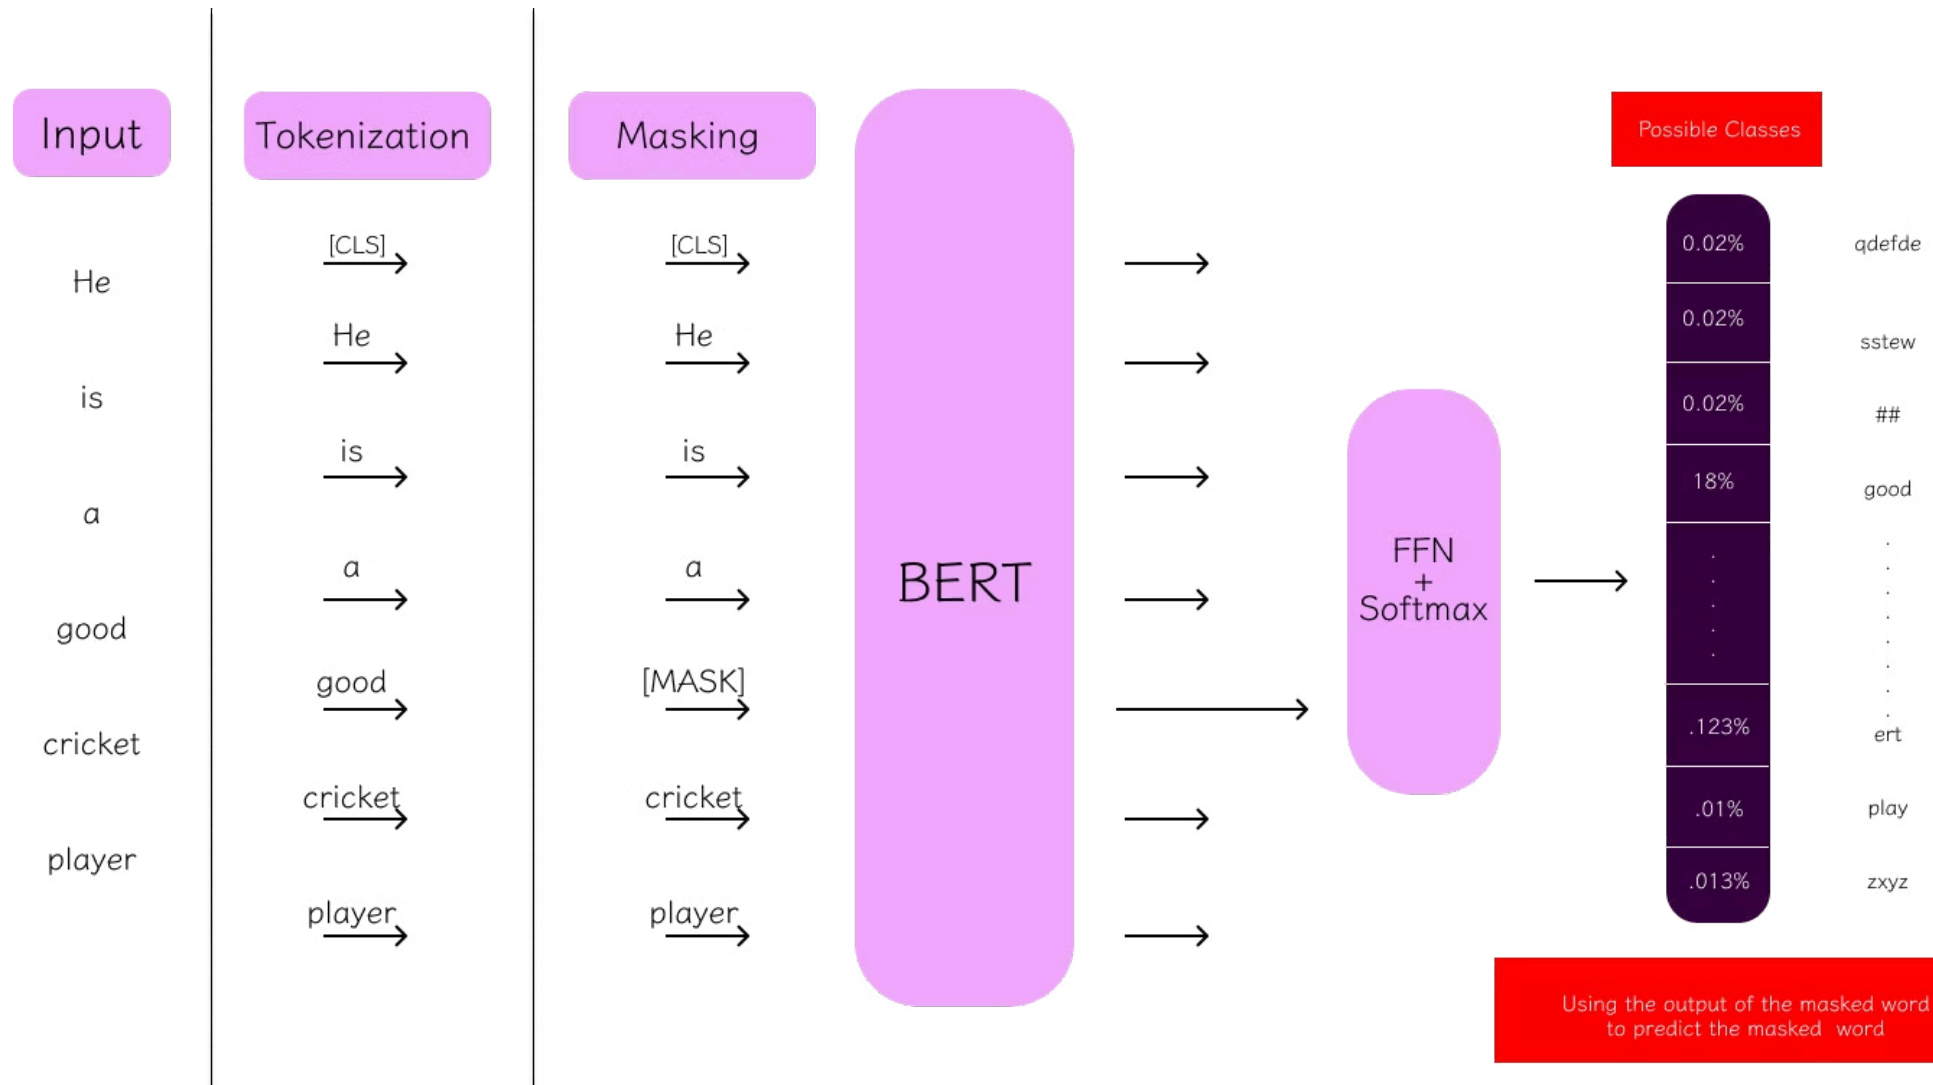 Input
He
is
a
good
cricket
player
Tokenization
[CLS]
He
is
a
good
cricket
player
Masking
[CLS]
He
is
a
[MASK]
cricket
player
BERT
FFN
+
Softmax
Possible Classes
0.02% qdefde
0.02% sstew
0.02% ##
18% good
.123% ert
.01% play
.013% zxyz
Using the output of the masked word
to predict the masked word